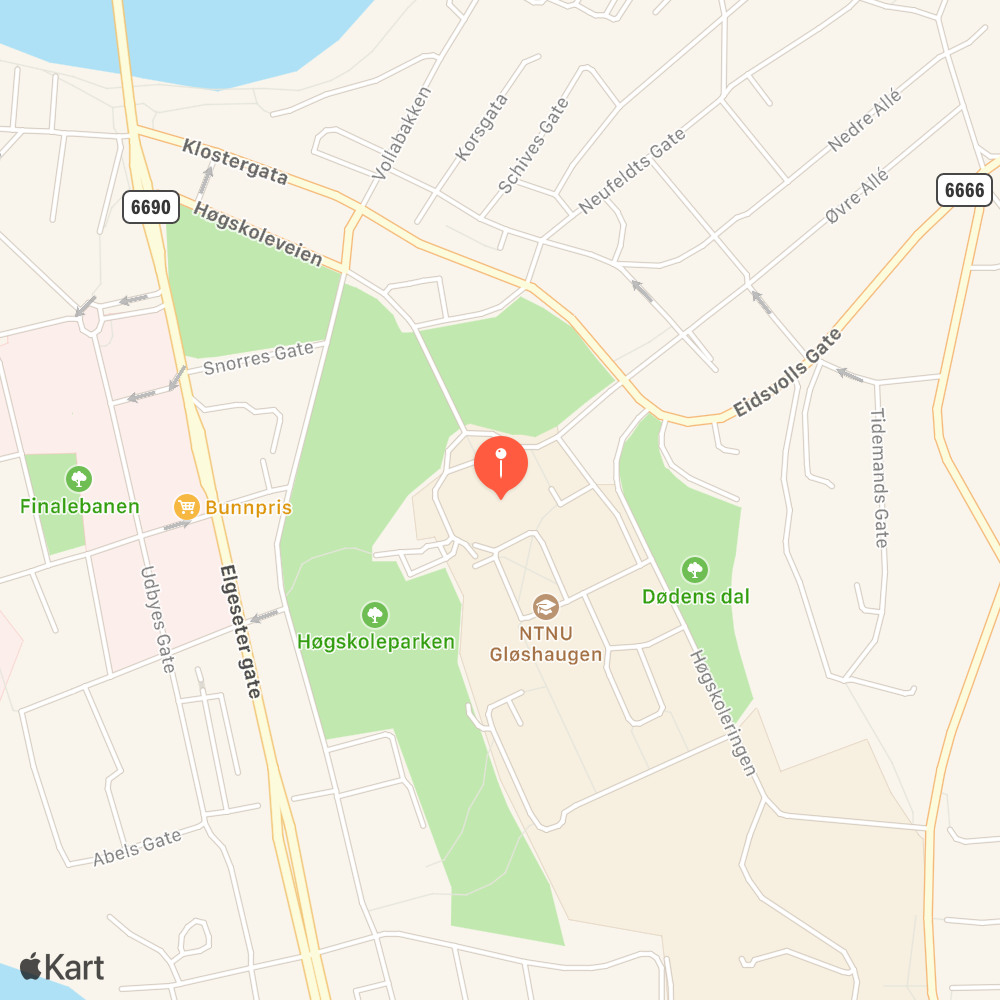 Klostergata
Vollabakken
Korsgata
Schives Gate
Neufeldts Gate
Nedre Allé
Øvre Allé
6690
6666
Høgskoleveien
Snorres Gate
Eidsvolls Gate
Tidemands Gate
Finalebanen
Bunnpris
Udbyes Gate
Elgeseter gate
Høgskoleparken
NTNU
Gløshaugen
Dødens dal
Høgskoleringen
Abels Gate
Kart